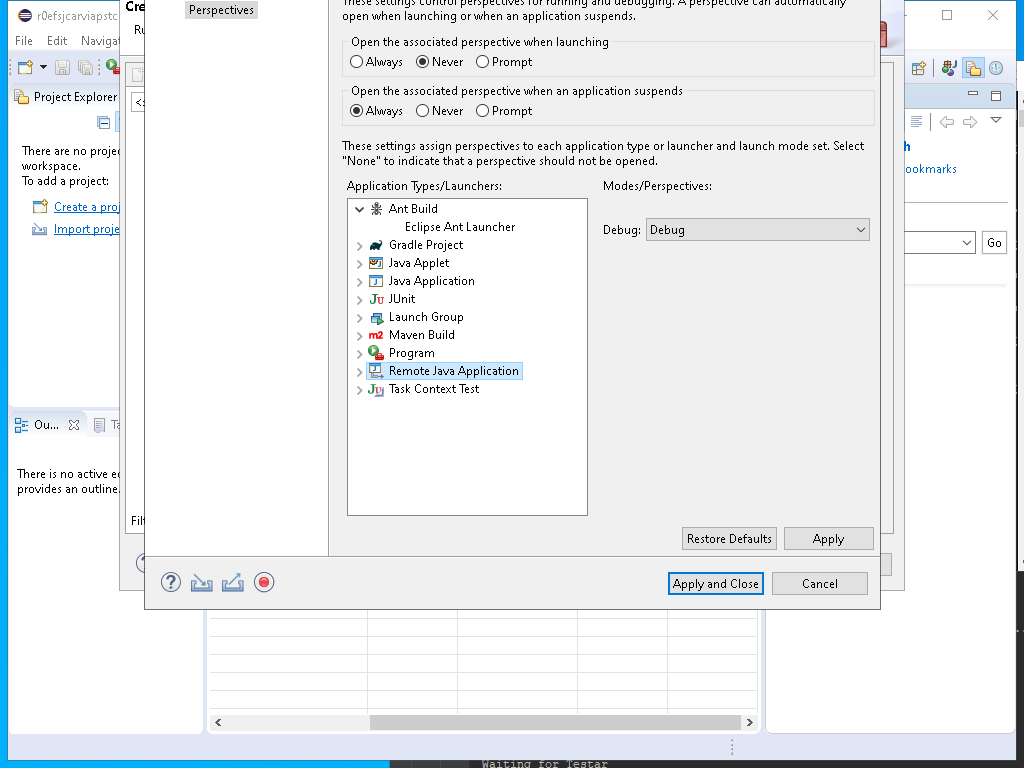 r0efsjcarviapstc
Cre
Perspectives
These settings control perspectives for running and debugging. A perspective can automatically
open when launching or when an application suspends.
File Edit Navigat
Ru
Open the associated perspective when launching
Always Never Prompt
Open the associated perspective when an application suspends
Always Never Prompt
Project Explorer
There are no proje
workspace.
To add a project:
Create a proj
Import proje
These settings assign perspectives to each application type or launcher and launch mode set. Select
"None" to indicate that a perspective should not be opened.
Application Types/Launchers:
Modes/Perspectives:
Ant Build
Eclipse Ant Launcher
Gradle Project
Java Applet
Java Application
JUnit
Launch Group
Maven Build
Program
Remote Java Application
Task Context Test
Debug: Debug
h
ookmarks
Go
Ou...
Ta
There is no active ed
provides an outline.
Filt
Restore Defaults
Apply
Apply and Close
Cancel
Waiting for Testar